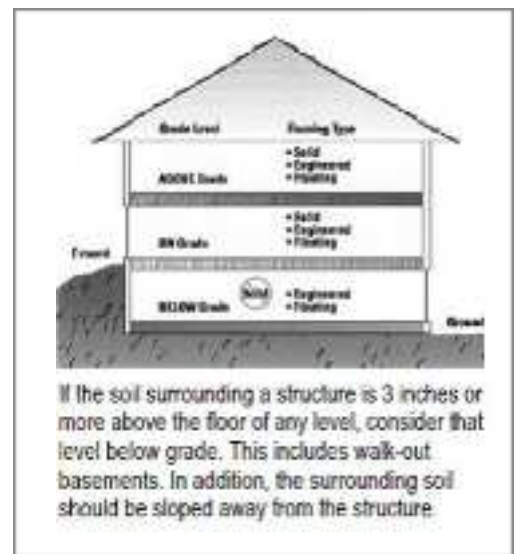 Grade Level Flooring Type
ABOVE Grade
• Solid
• Engineered
• Floating
ON Grade
• Solid
• Engineered
• Floating
Ground
BELOW Grade
Solid
• Engineered
• Floating
Ground
If the soil surrounding a structure is 3 inches or
more above the floor of any level, consider that
level below grade. This includes walk-out
basements. In addition, the surrounding soil
should be sloped away from the structure.